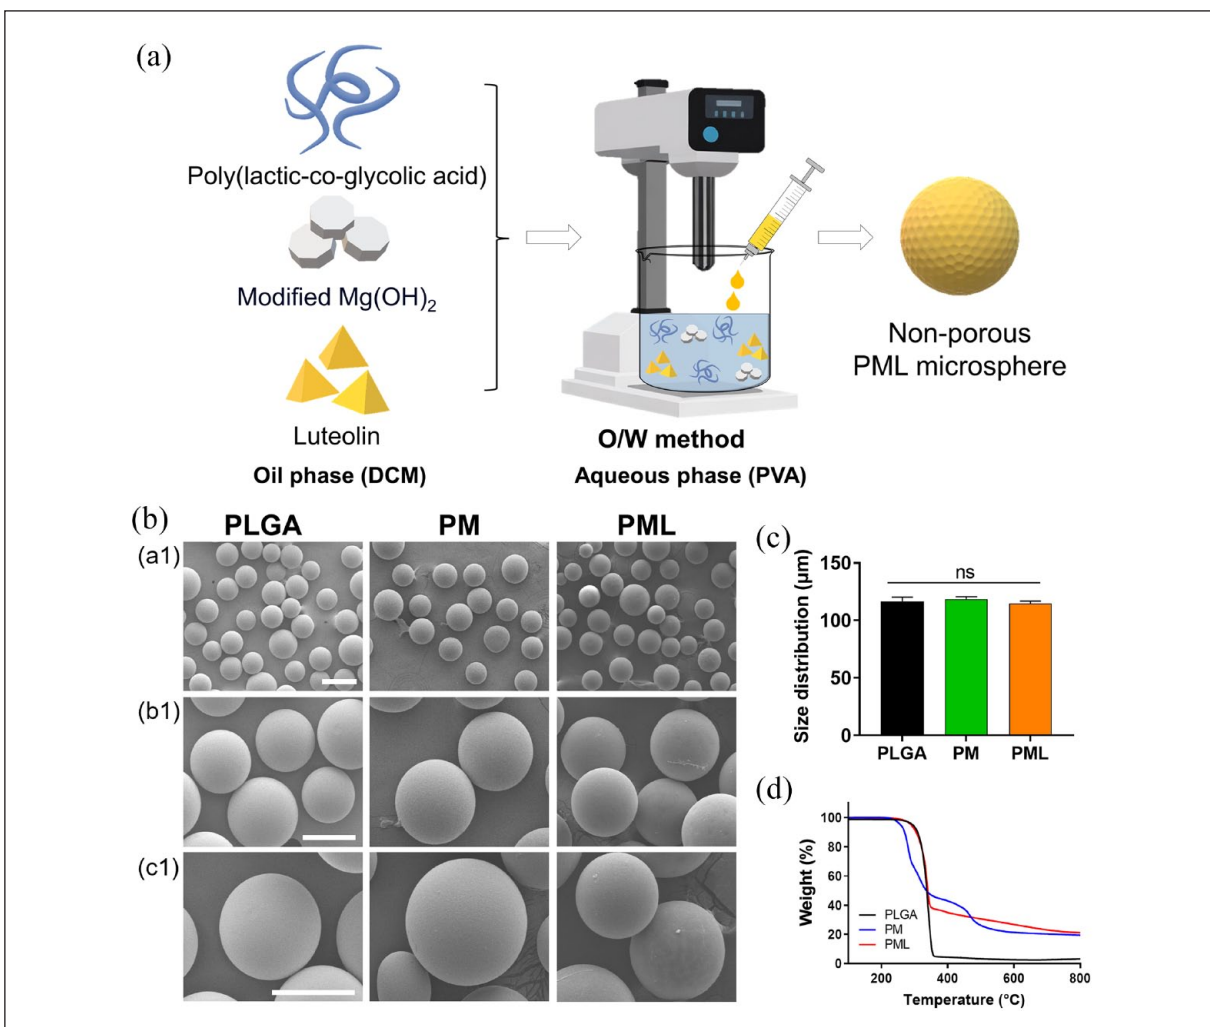 (a)
Poly(lactic-co-glycolic acid)
Modified Mg(OH)2
Luteolin
Oil phase (DCM)
O/W method
Aqueous phase (PVA)
Non-porous
PML microsphere
(b)
PLGA PM PML
(a1)
(b1)
(c1)
(c)
Size distribution (µm)
150
100
50
0
ns
PLGA PM PML
(d)
Weight (%)
100
80
60
40
20
0
PLGA
PM
PML
200 400 600 800
Temperature (°C)